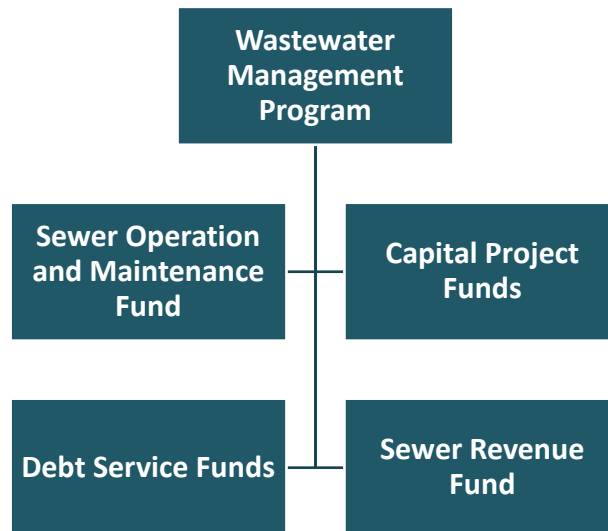 Wastewater
Management
Program
Sewer Operation
and Maintenance
Fund
Capital Project
Funds
Debt Service Funds
Sewer Revenue
Fund